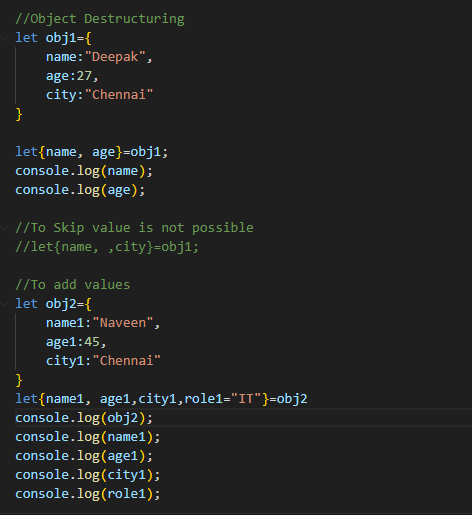 //Object Destructuring
let obj1={
name:"Deepak",
age:27,
city:"Chennai"
}
let{name, age}=obj1;
console.log(name);
console.log(age);
//To Skip value is not possible
//let{name, ,city}=obj1;
//To add values
let obj2={
name1:"Naveen",
age1:45,
city1:"Chennai"
}
let{name1, age1,city1,role1="IT"}=obj2
console.log(obj2);
console.log(name1);
console.log(age1);
console.log(city1);
console.log(role1);